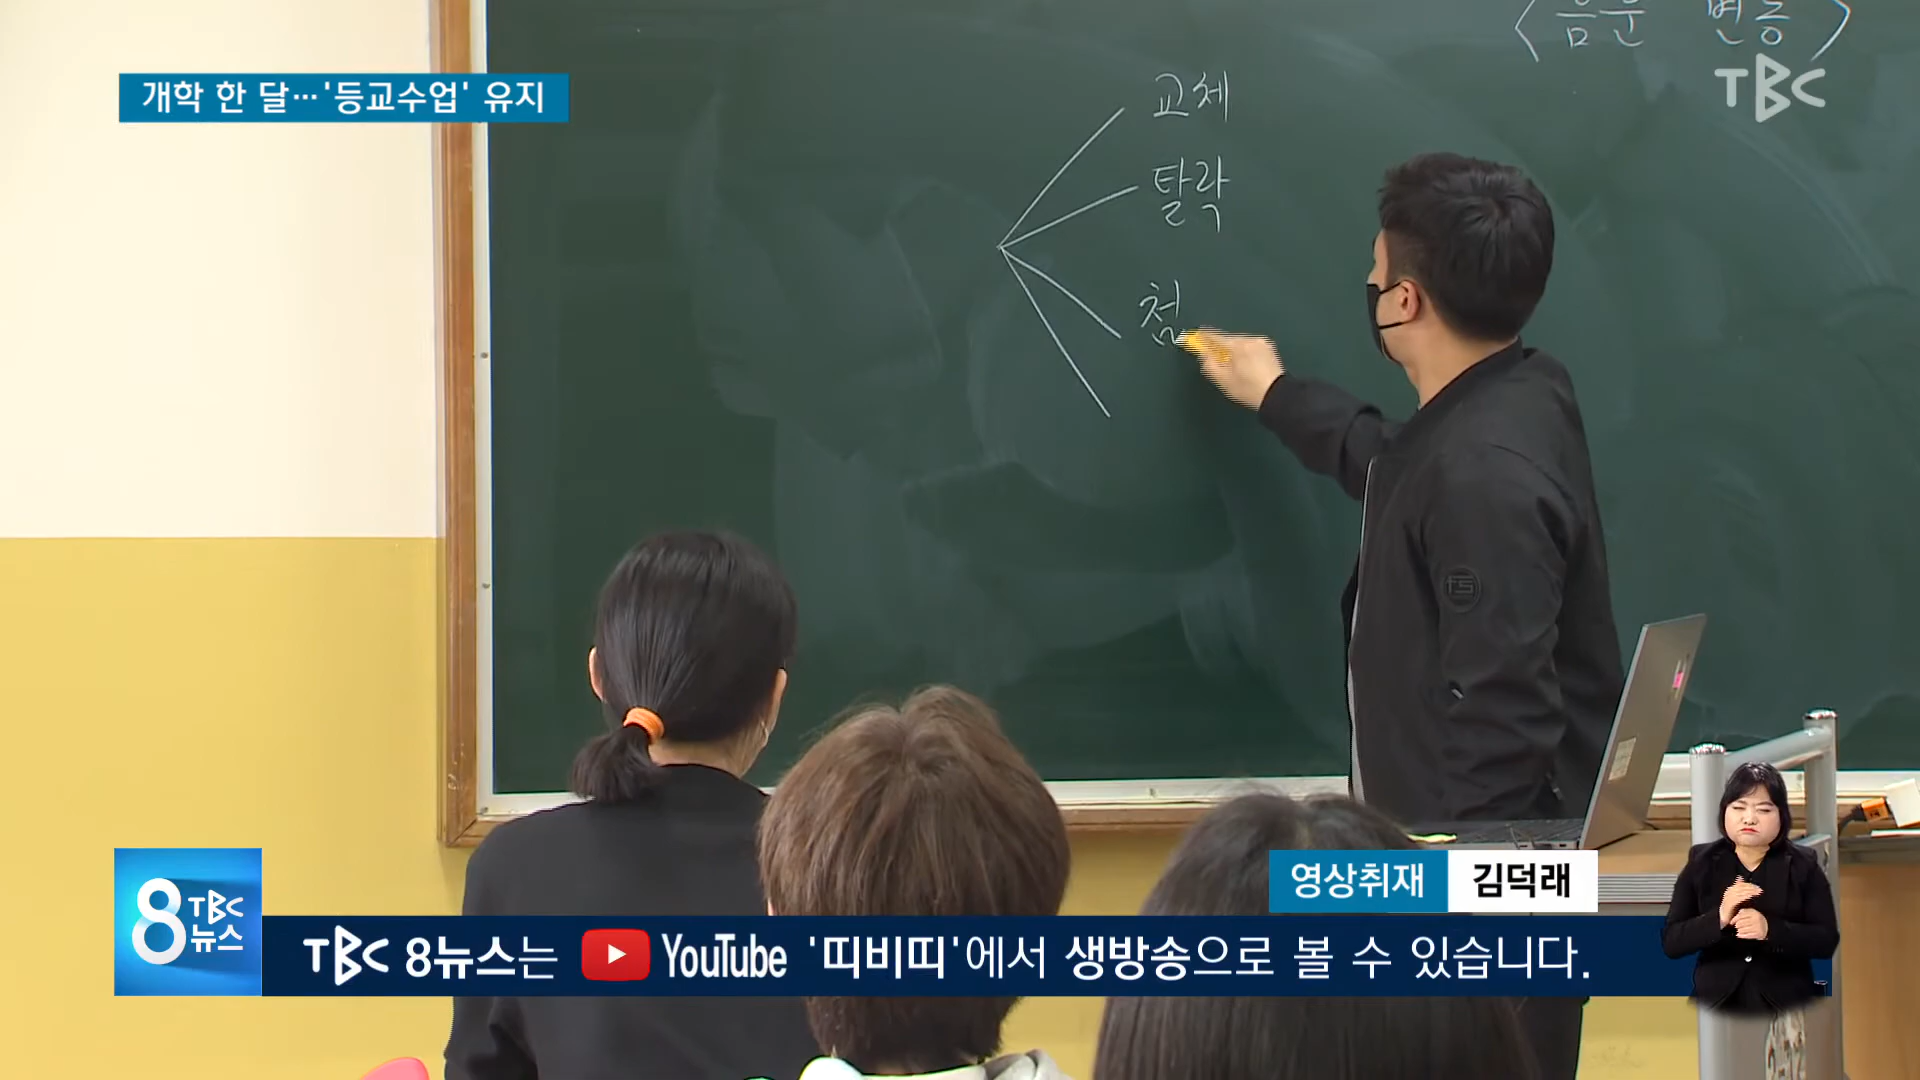 <음운 변동>
개학 한 달…'등교수업' 유지
TBC
교체
탈락
첨
영상취재 김덕래
8 TBC 뉴스
TBC 8뉴스는 YouTube '띠비띠'에서 생방송으로 볼 수 있습니다.